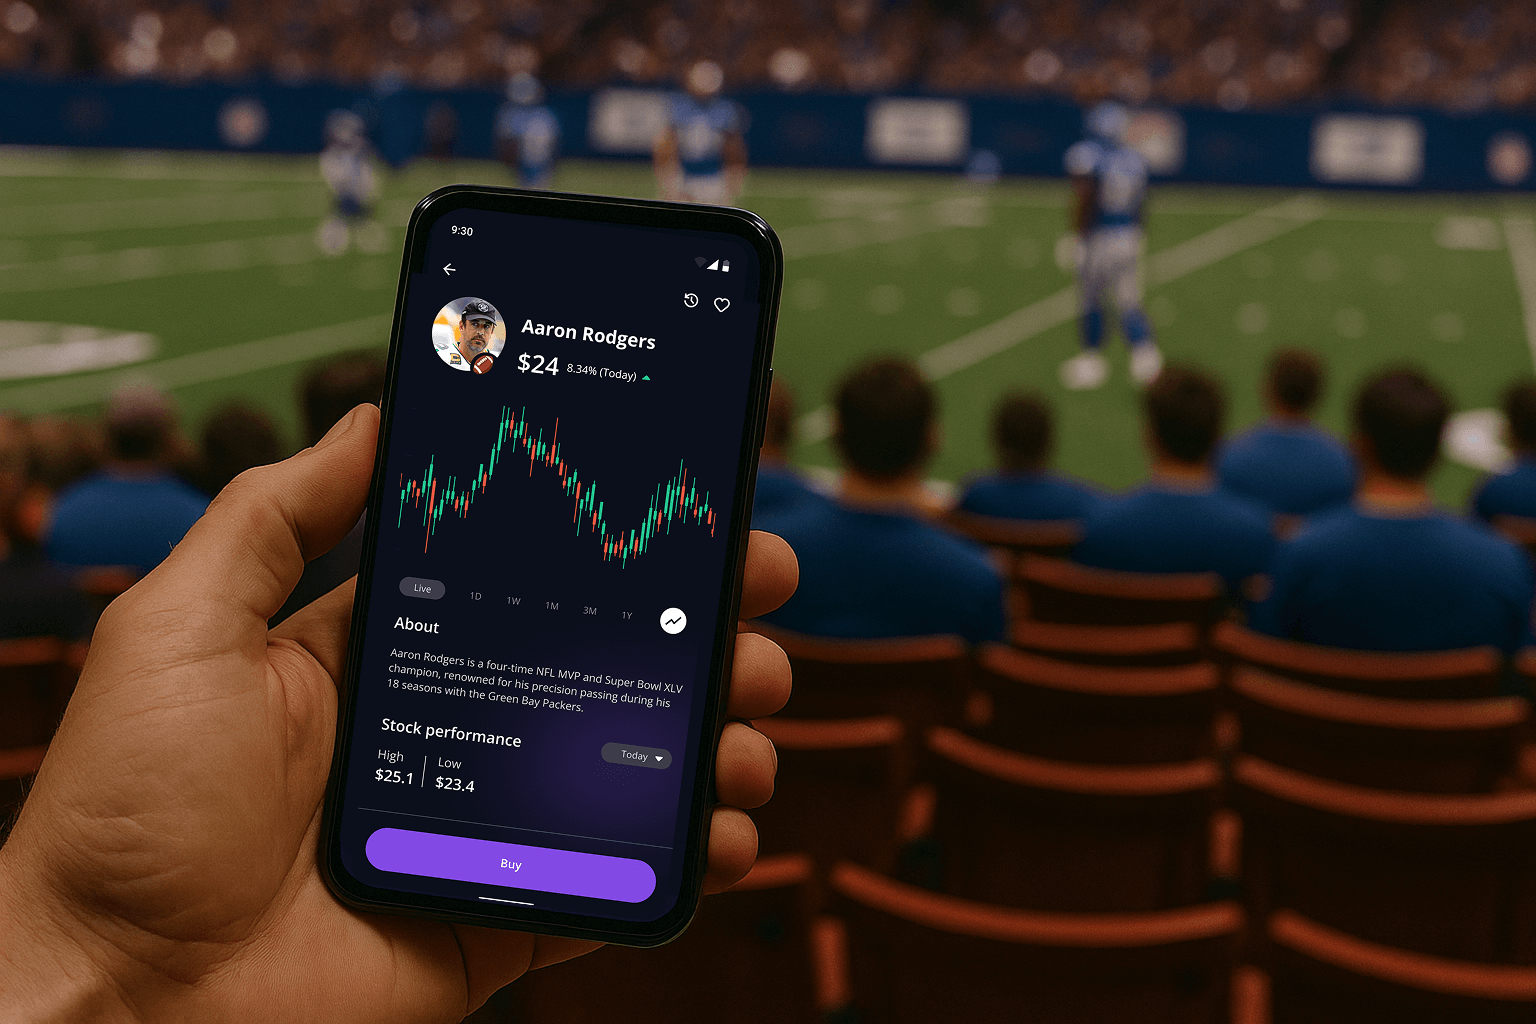 9:30
Aaron Rodgers
$24 8.34% (Today)
Live 1D 1W 1M 3M 1Y
About
Aaron Rodgers is a four-time NFL MVP and Super Bowl XLV
champion, renowned for his precision passing during his
18 seasons with the Green Bay Packers.
Stock performance
Today
High Low
$25.1 $23.4
Buy